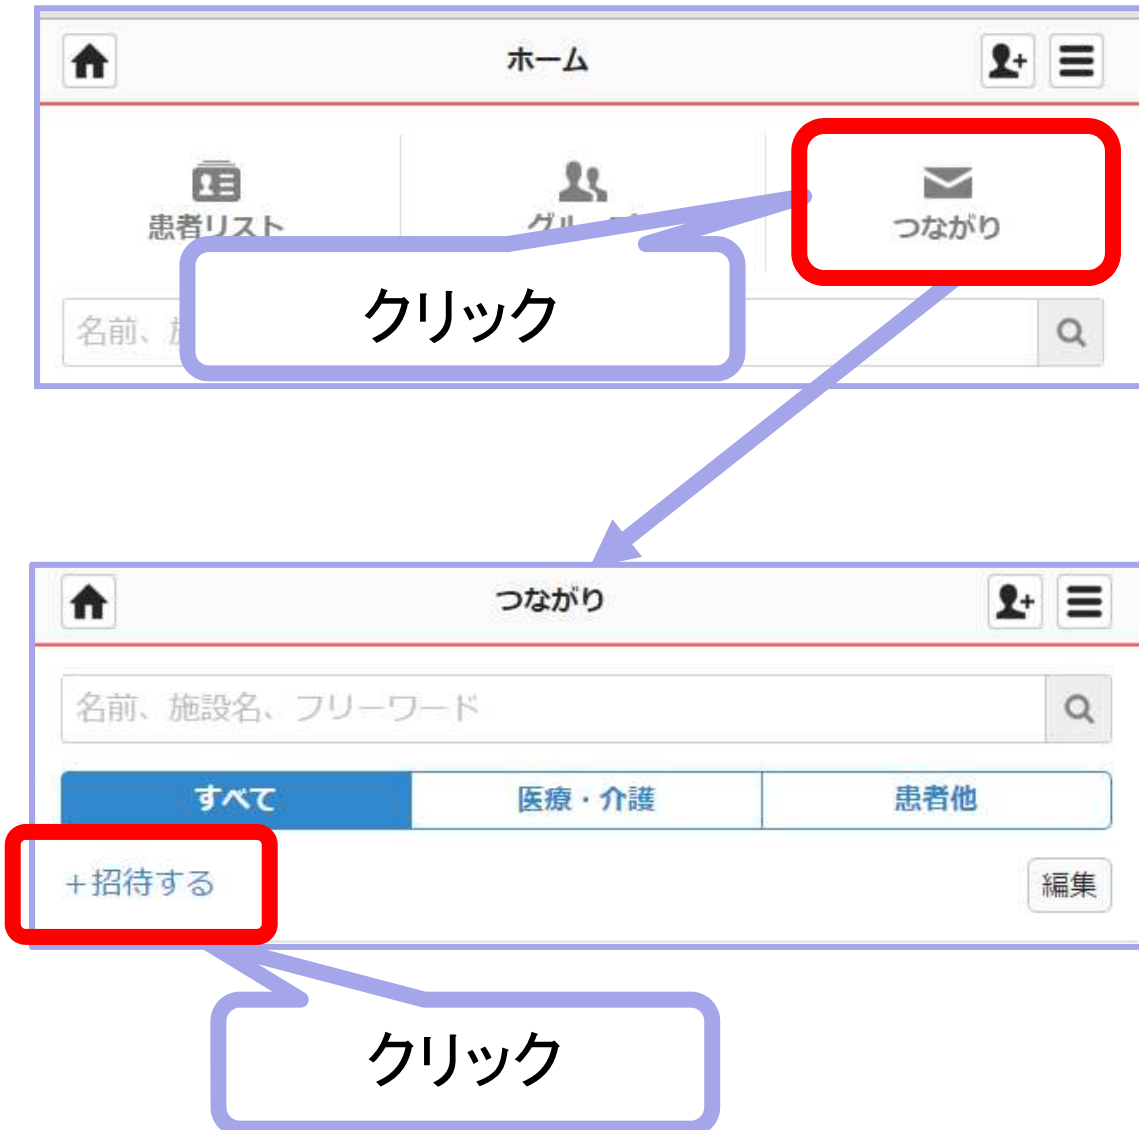 ホーム
患者リスト
つながり
クリック
名前、
つながり
名前、施設名、フリーワード
すべて 医療・介護 患者他
+招待する 編集
クリック